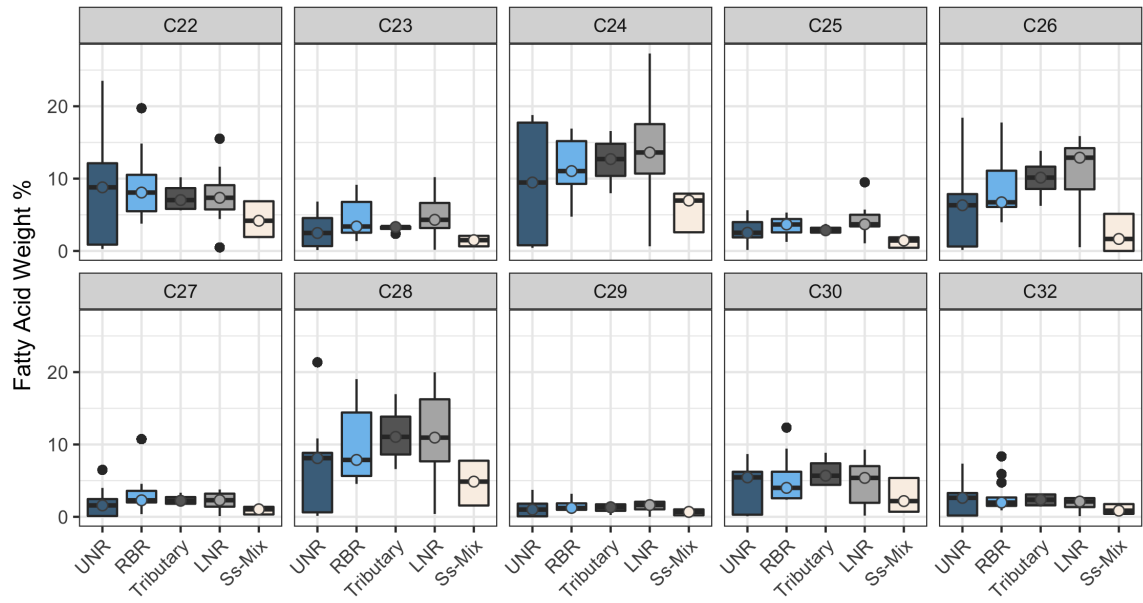 C22 C23 C24 C25 C26
20
10
0
C27 C28 C29 C30 C32
20
10
0
Fatty Acid Weight %
UNR RBR Tributary LNR Ss-Mix UNR RBR Tributary LNR Ss-Mix UNR RBR Tributary LNR Ss-Mix UNR RBR Tributary LNR Ss-Mix UNR RBR Tributary LNR Ss-Mix